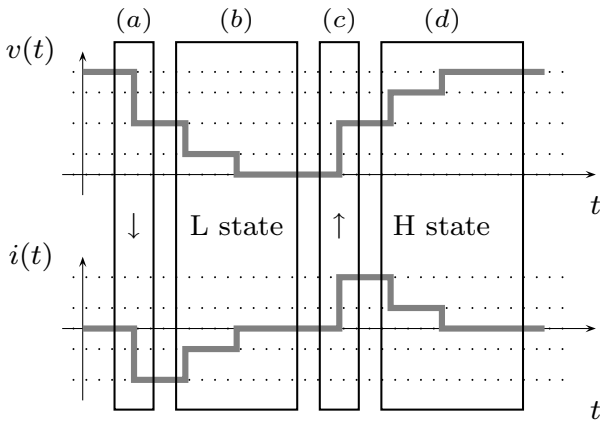 (a) (b) (c) (d)
v(t)
t
↓ L state ↑ H state
i(t)
t